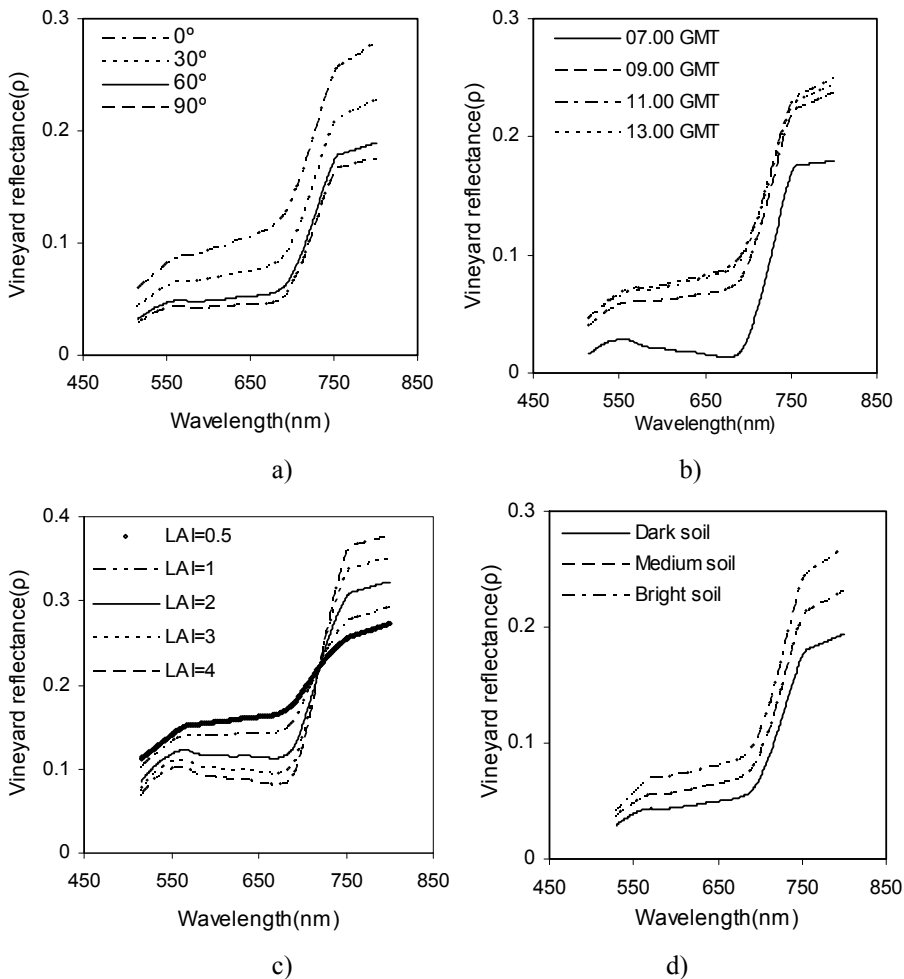 0.3
0.2
0.1
0
0º
30º
60º
90º
450
550
650
750
850
Vineyard reflectance(ρ)
Wavelength(nm)
a)
0.3
0.2
0.1
0
07.00 GMT
09.00 GMT
11.00 GMT
13.00 GMT
450
550
650
750
850
Vineyard reflectance(ρ)
Wavelength(nm)
b)
0.4
0.3
0.2
0.1
0
LAI=0.5
LAI=1
LAI=2
LAI=3
LAI=4
450
550
650
750
850
Vineyard reflectance(ρ)
Wavelength(nm)
c)
0.3
0.2
0.1
0
Dark soil
Medium soil
Bright soil
450
550
650
750
850
Vineyard reflectance(ρ)
Wavelength(nm)
d)